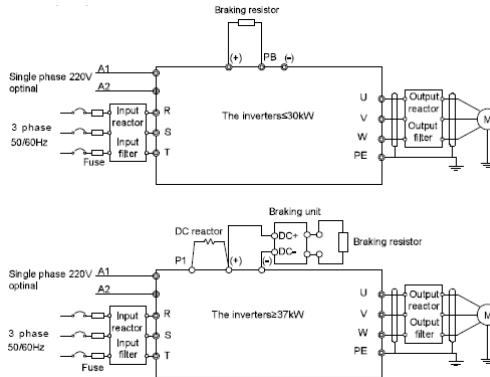 Braking resistor
(+) PB (-)
A1
Single phase 220V
optinal
A2
3 phase
50/60Hz
Fuse
Input
reactor
Input
filter
R
S
T
The inverters≤30kW
U
V
W
PE
Output
reactor
Output
filter
M
Braking unit
DC reactor
DC+
DC-
Braking resistor
P1 (+) (-)
Single phase 220V
optinal
A1
A2
3 phase
50/60Hz
Fuse
Input
reactor
Input
filter
R
S
T
The inverters≥37kW
U
V
W
PE
Output
reactor
Output
filter
M